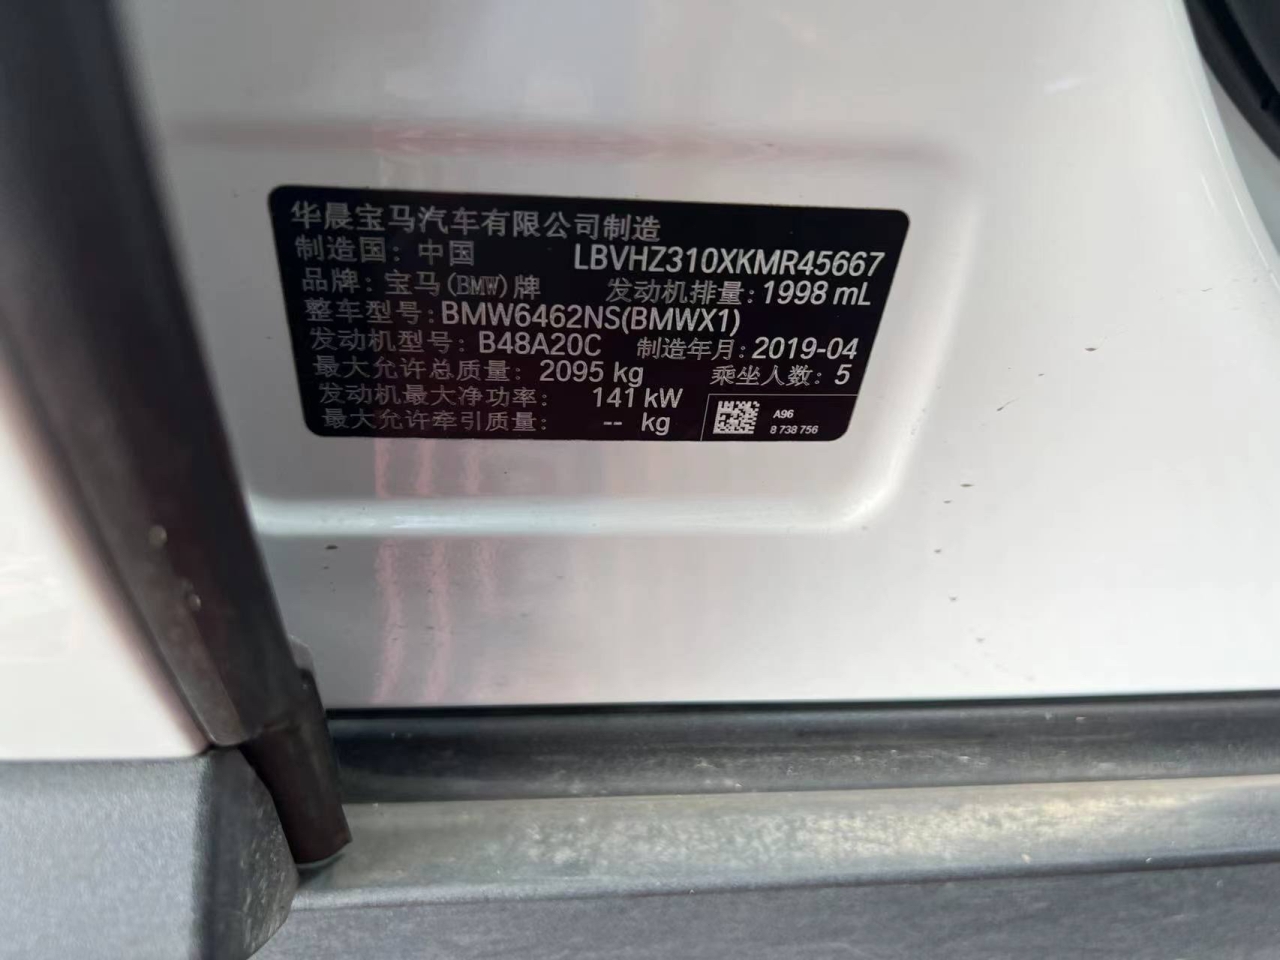 华晨宝马汽车有限公司制造
制造国：中国 LBVHZ310XKMR45667
品牌：宝马(BMW)牌 发动机排量：1998 mL
整车型号：BMW6462NS(BMWX1)
发动机型号：B48A20C 制造年月：2019-04
最大允许总质量：2095 kg 乘坐人数：5
发动机最大净功率：141 kW
最大允许牵引质量：-- kg
A96
8 738 756